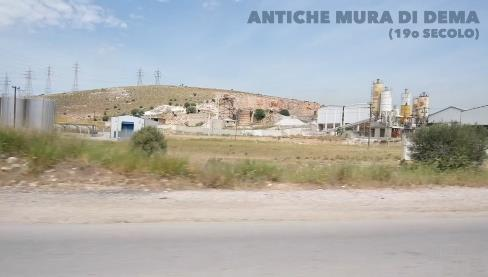 ANTICHE MURA DI DEMA
(19o SECOLO)